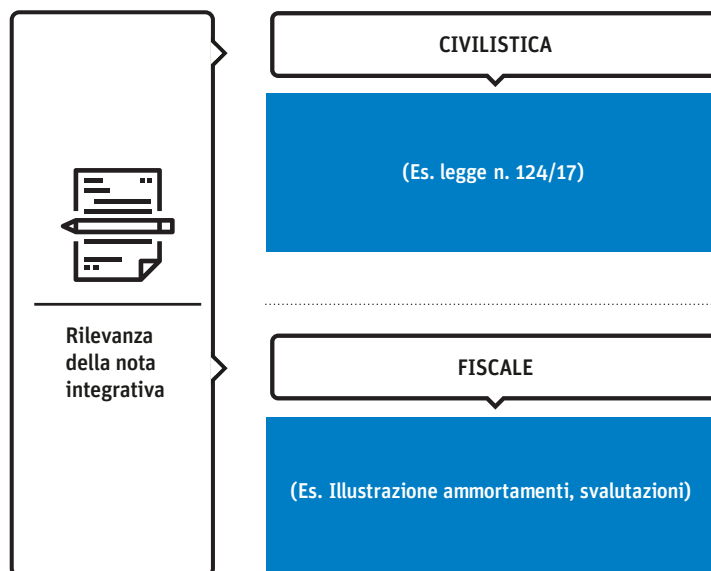 Rilevanza
della nota
integrativa
CIVILISTICA
(Es. legge n. 124/17)
FISCALE
(Es. Illustrazione ammortamenti, svalutazioni)